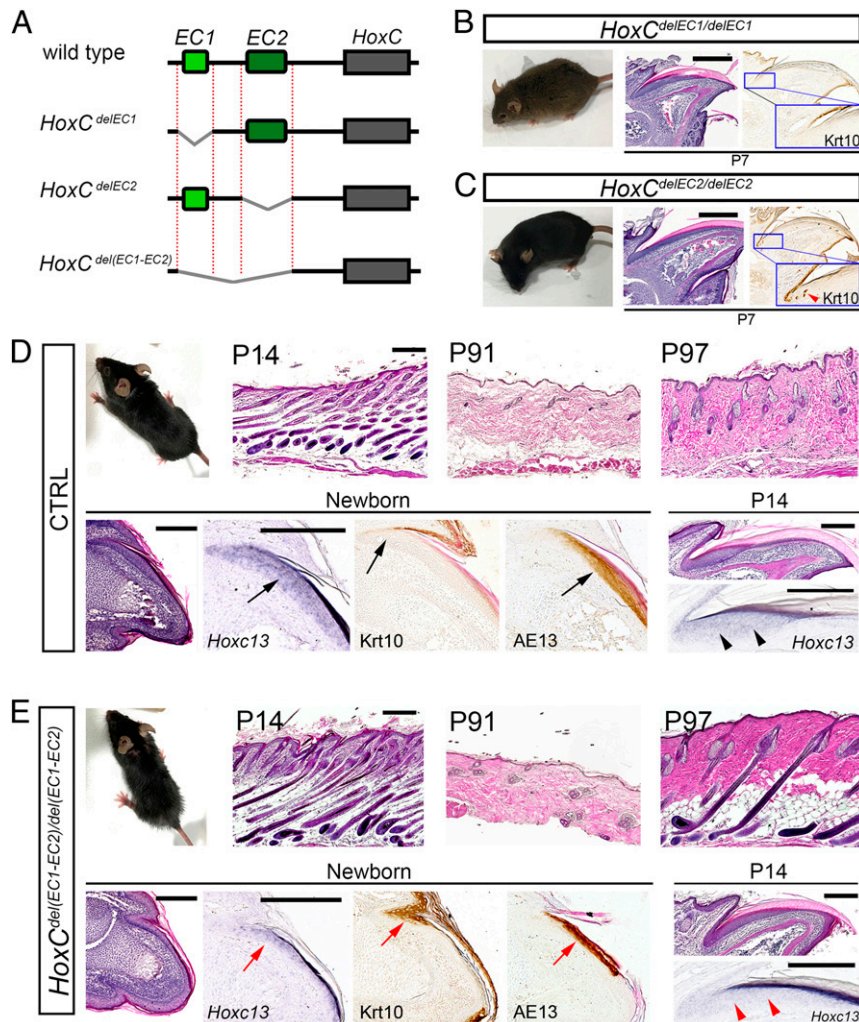 A
EC1 EC2 HoxC
wild type
HoxC delEC1
HoxC delEC2
HoxC del(EC1-EC2)
B
HoxC delEC1/delEC1
Krt10
P7
C
HoxC delEC2/delEC2
Krt10
P7
D
CTRL
P14 P91 P97
Newborn P14
Hoxc13 Krt10 AE13
Hoxc13
E
HoxC del(EC1-EC2)/del(EC1-EC2)
P14 P91 P97
Newborn P14
Hoxc13 Krt10 AE13
Hoxc13